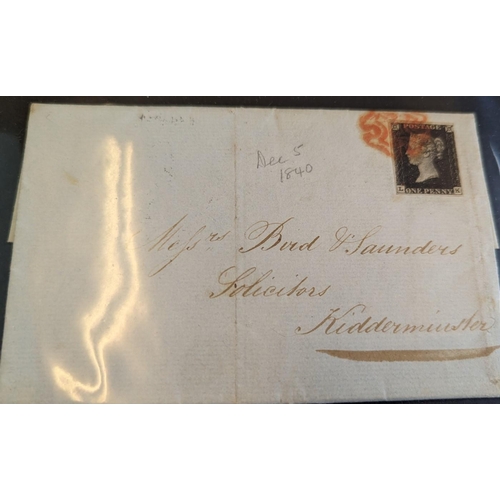 Dec 5
1840
POSTAGE
L
ONE PENNY
Messrs Bird & Saunders
Solicitors
Kidderminster